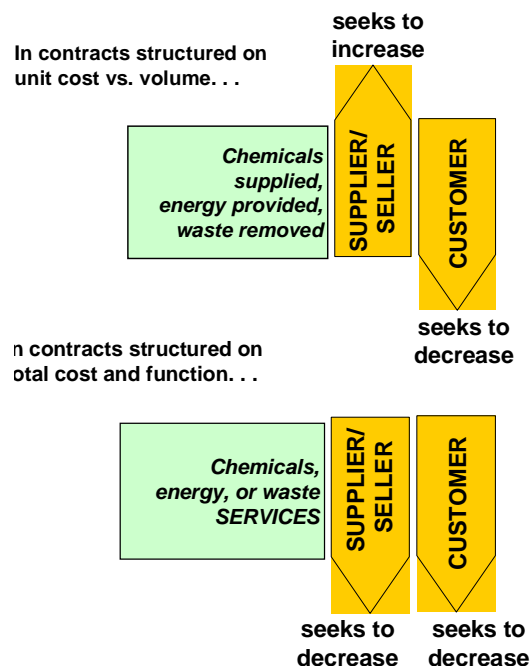 seeks to
increase
In contracts structured on
unit cost vs. volume. . .
Chemicals
supplied,
energy provided,
waste removed
SUPPLIER/
SELLER
CUSTOMER
seeks to
decrease
n contracts structured on
otal cost and function. . .
Chemicals,
energy, or waste
SERVICES
SUPPLIER/
SELLER
CUSTOMER
seeks to
decrease
seeks to
decrease